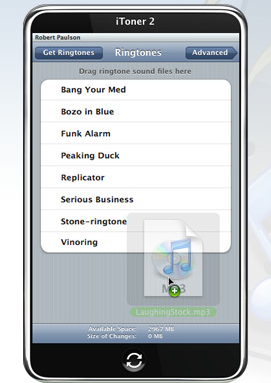 iToner 2
Robert Paulson
Get Ringtones Ringtones Advanced
Drag ringtone sound files here
Bang Your Med
Bozo in Blue
Funk Alarm
Peaking Duck
Replicator
Serious Business
Stone-ringtone
Vinoring
MP3
LaughingStock.mp3
Available Space: 2967 MB
Size of Changes: 0 MB